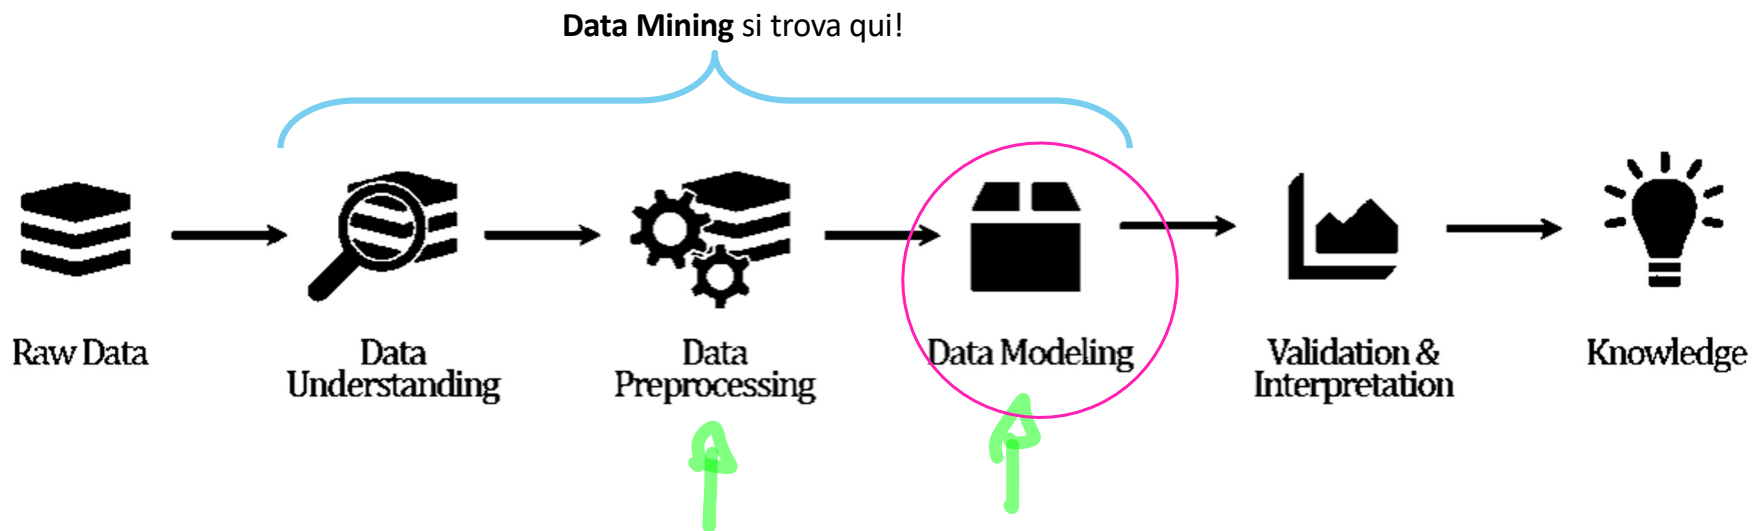 Data Mining si trova qui!
Raw Data
Data
Understanding
Data
Preprocessing
Data Modeling
Validation &
Interpretation
Knowledge